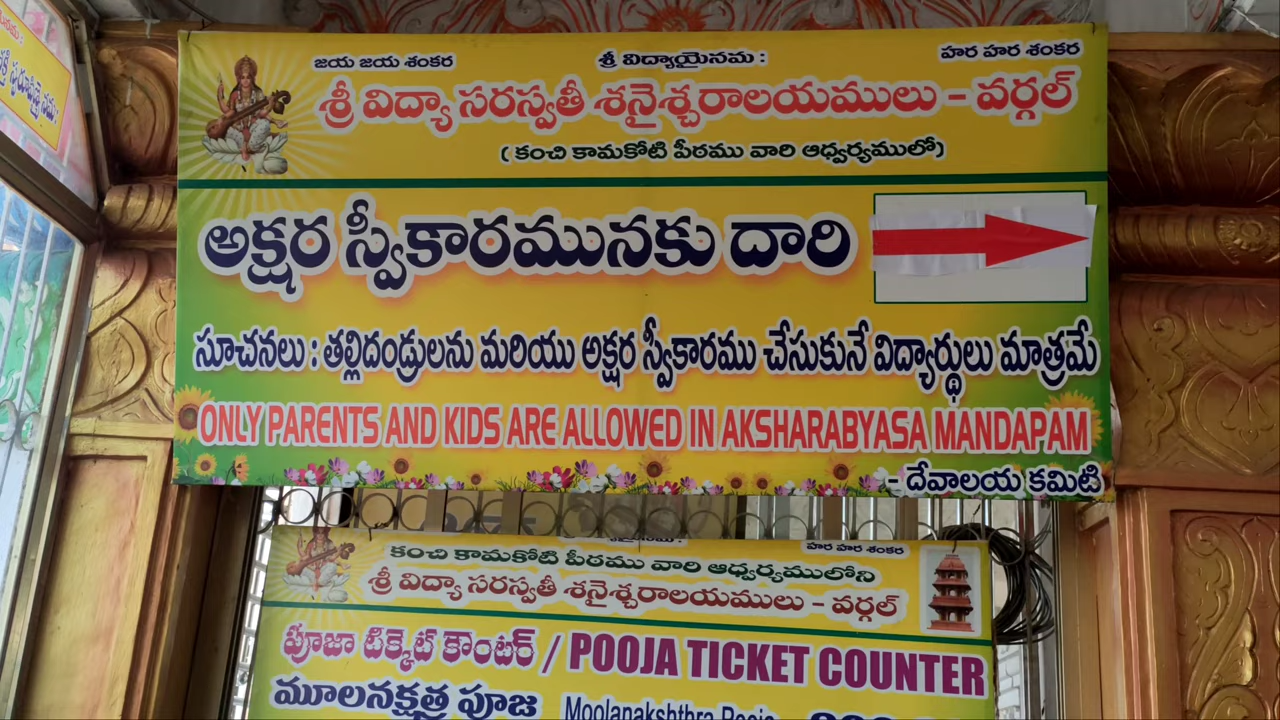 జయ జయ శంకర శ్రీ విద్యాయైనమ : హర హర శంకర
శ్రీ విద్యా సరస్వతీ శనైశ్చరాలయములు - వర్గల్
( కంచి కామకోటి పీఠము వారి ఆధ్వర్యములో)
అక్షర స్వీకారమునకు దారి
సూచనలు : తల్లిదండ్రులను మరియు అక్షర స్వీకారము చేసుకునే విద్యార్థులు మాత్రమే
ONLY PARENTS AND KIDS ARE ALLOWED IN AKSHARABYASA MANDAPAM
- దేవాలయ కమిటి
హర హర శంకర
కంచి కామకోటి పీఠము వారి ఆధ్వర్యములోని
శ్రీ విద్యా సరస్వతీ శనైశ్చరాలయములు - వర్గల్
పూజా టిక్కెట్ కౌంటర్ / POOJA TICKET COUNTER
మూలనక్షత్ర పూజ Moolanakshthra Pooja